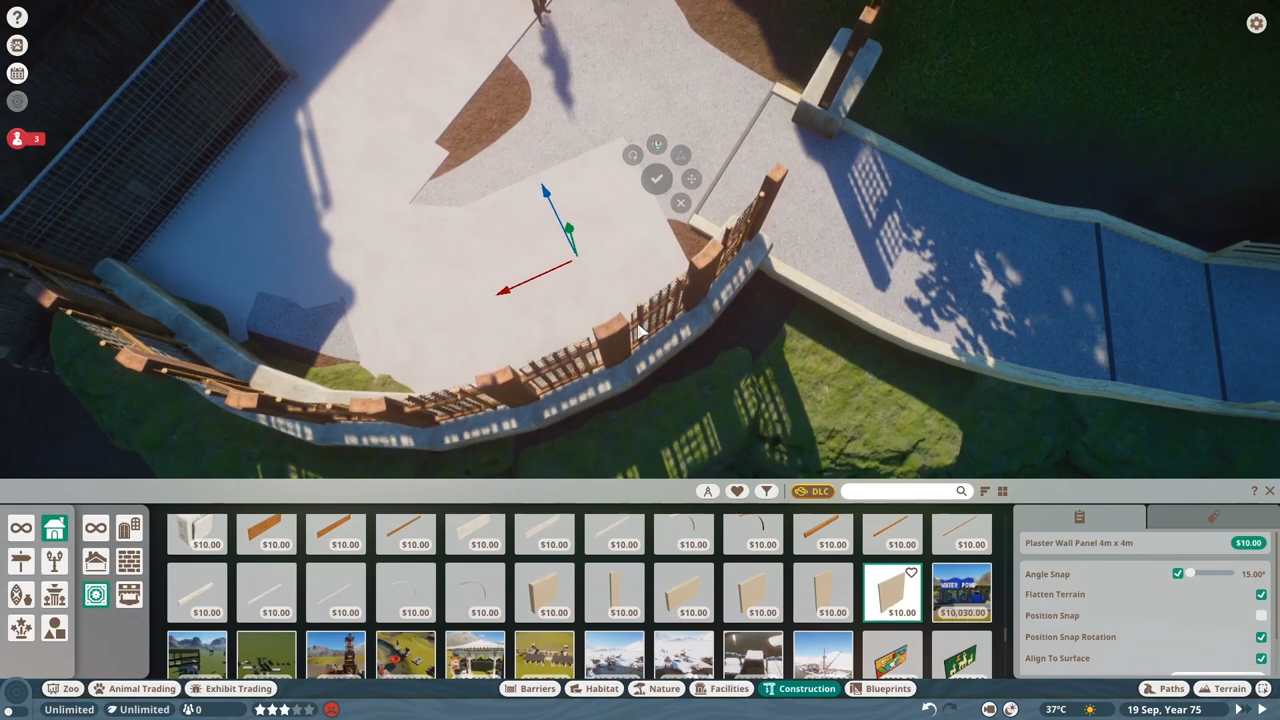 ?
3
DLC
? ×
$10.00 $10.00 $10.00 $10.00 $10.00 $10.00 $10.00 $10.00 $10.00 $10.00 $10.00 $10.00
$10.00 $10.00 $10.00 $10.00 $10.00 $10.00 $10.00 $10.00 $10.00 $10.00 $10.00 $10,030.00
Plaster Wall Panel 4m x 4m $10.00
Angle Snap 15.00°
Flatten Terrain
Position Snap
Position Snap Rotation
Align To Surface
Zoo Animal Trading Exhibit Trading Barriers Habitat Nature Facilities Construction Blueprints Paths Terrain
Unlimited Unlimited 0 37°C 19 Sep, Year 75